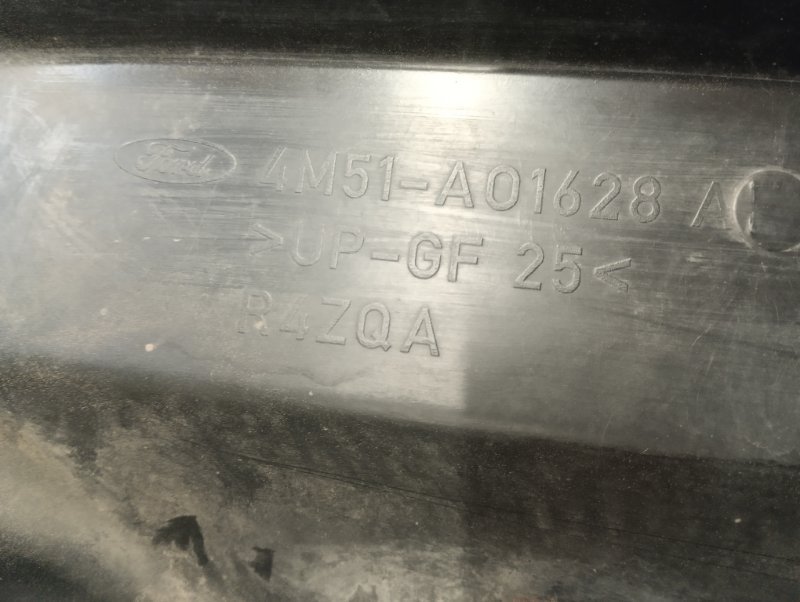 Ford 4M51-A01628 A
>UP-GF 25<
R4ZQA